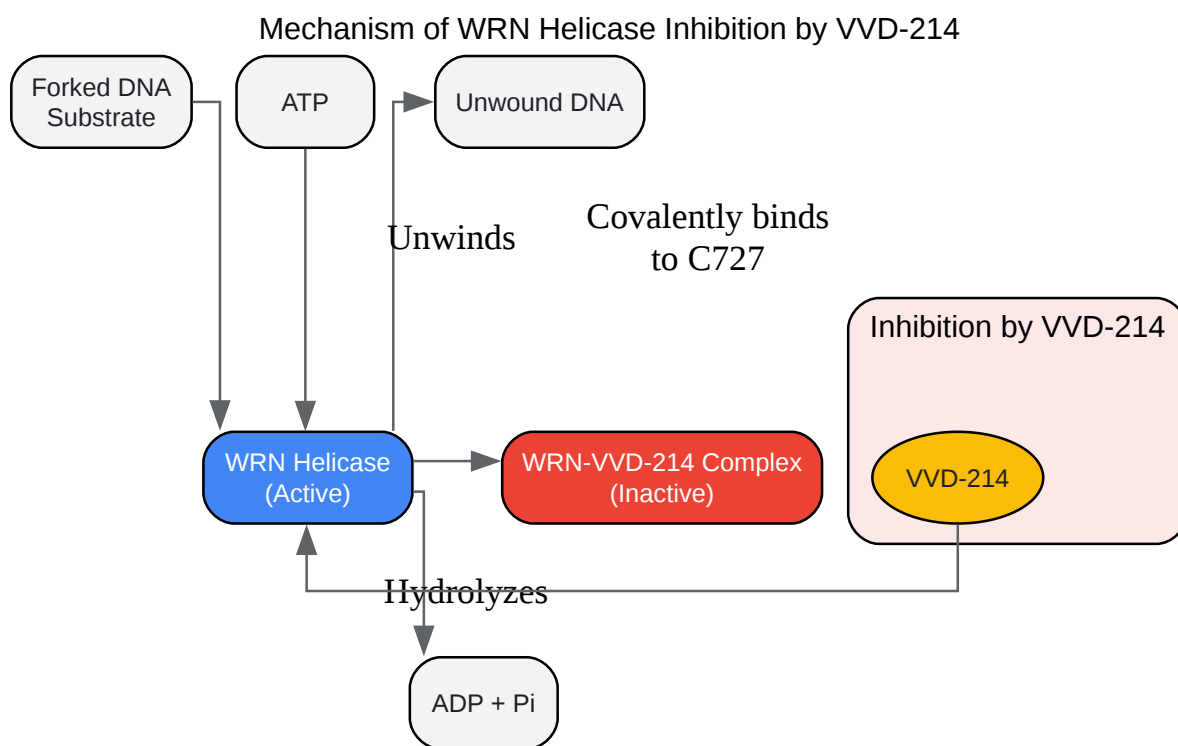 Mechanism of WRN Helicase Inhibition by VVD-214
Forked DNA
Substrate
ATP
Unwound DNA
Unwinds
Covalently binds
to C727
Inhibition by VVD-214
WRN Helicase
(Active)
WRN-VVD-214 Complex
(Inactive)
VVD-214
Hydrolyzes
ADP + Pi